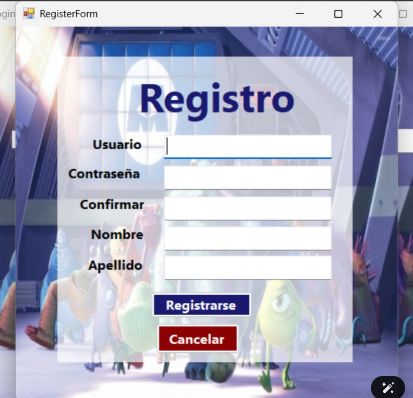 RegisterForm
Registro
Usuario
Contraseña
Confirmar
Nombre
Apellido
Registrarse
Cancelar